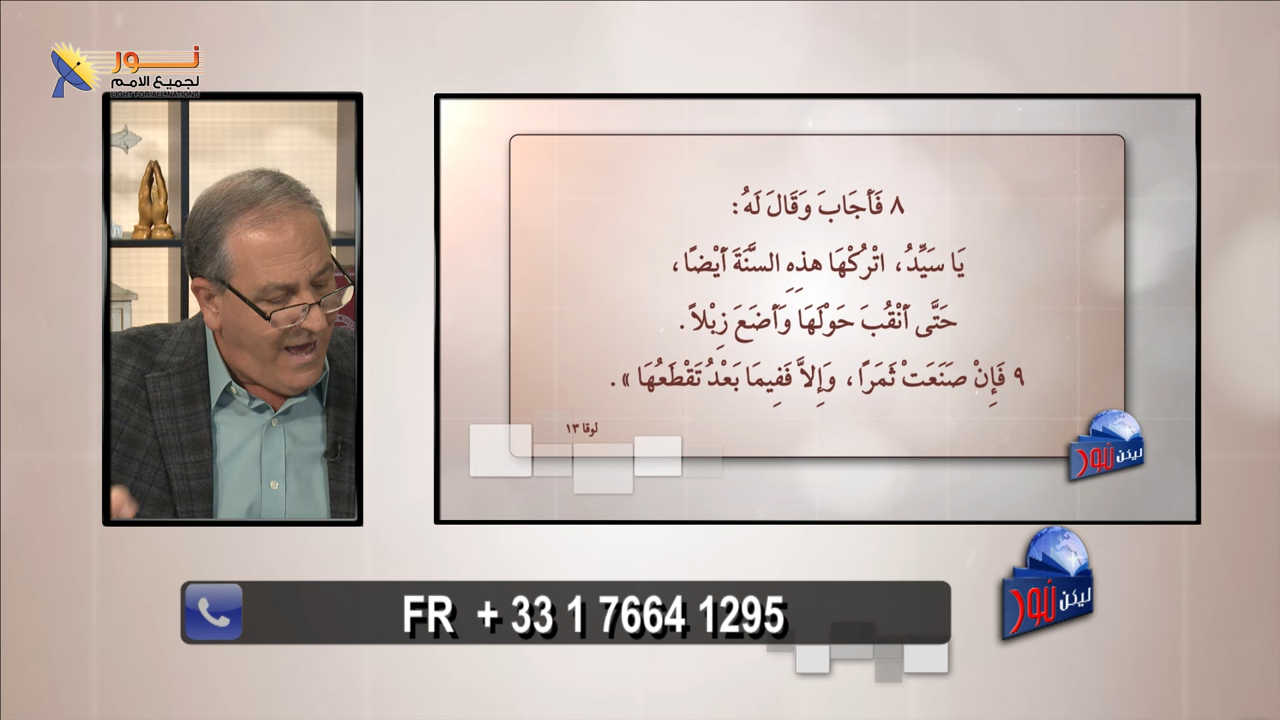 نور
لجميع الامم
LIGHT FOR ALL NATIONS
٨ فَأَجَابَ وَقَالَ لَهُ:
يَا سَيِّدُ، اتْرُكْهَا هذِهِ السَّنَةَ أَيْضًا،
حَتَّى أَنْقُبَ حَوْلَهَا وَأَضَعَ زِبْلاً.
٩ فَإِنْ صَنَعَتْ ثَمَرًا، وَإِلاَّ فَفِيمَا بَعْدُ تَقْطَعُهَا».
لوقا ١٣
ليكن نور
ليكن نور
FR + 33 1 7664 1295